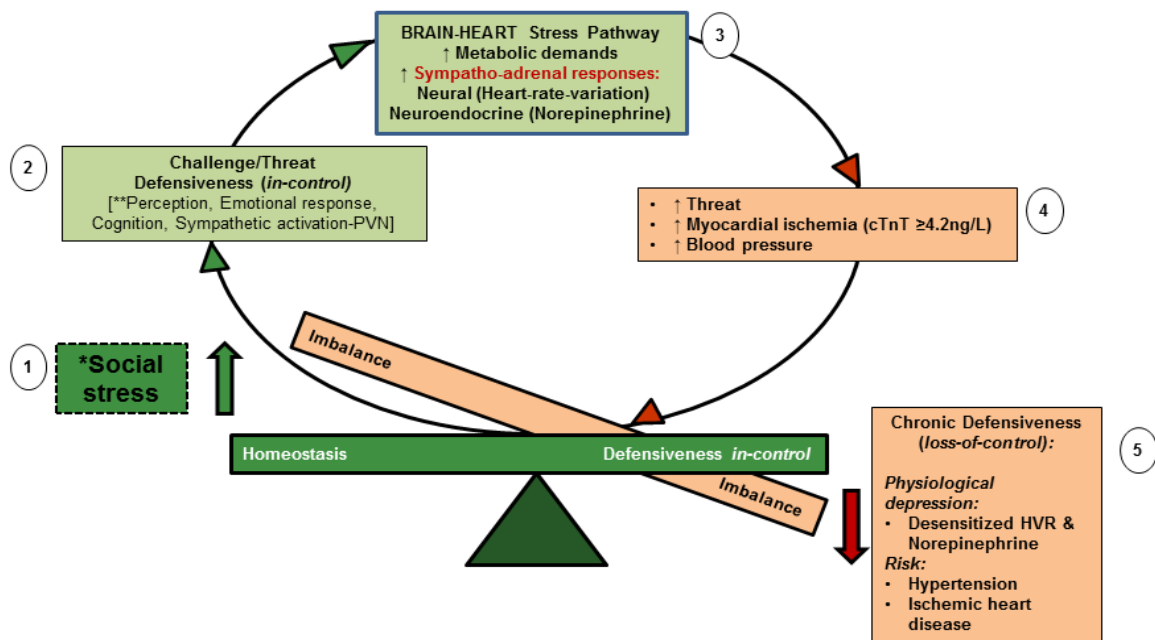 1
*Social
stress
2
Challenge/Threat
Defensiveness (in-control)
[**Perception, Emotional response,
Cognition, Sympathetic activation-PVN]
3
BRAIN-HEART Stress Pathway
↑ Metabolic demands
↑ Sympatho-adrenal responses:
Neural (Heart-rate-variation)
Neuroendocrine (Norepinephrine)
4
• ↑ Threat
• ↑ Myocardial ischemia (cTnT ≥4.2ng/L)
• ↑ Blood pressure
Imbalance
Homeostasis
Defensiveness in-control
Imbalance
5
Chronic Defensiveness
(loss-of-control):
Physiological
depression:
• Desensitized HVR &
Norepinephrine
Risk:
• Hypertension
• Ischemic heart
disease